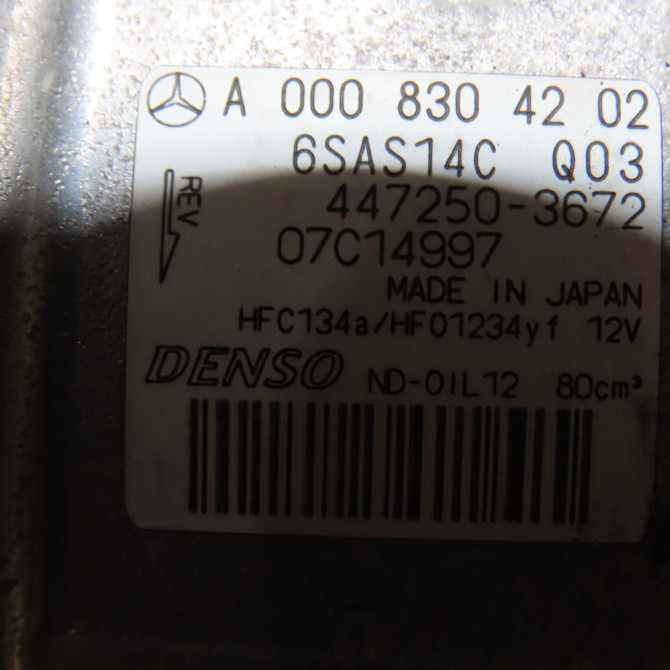 A 000 830 42 02
6SAS14C Q03
REV
447250-3672
07C14997
MADE IN JAPAN
HFC134a/HFO1234yf 12V
DENSO ND-OIL12 80cm³